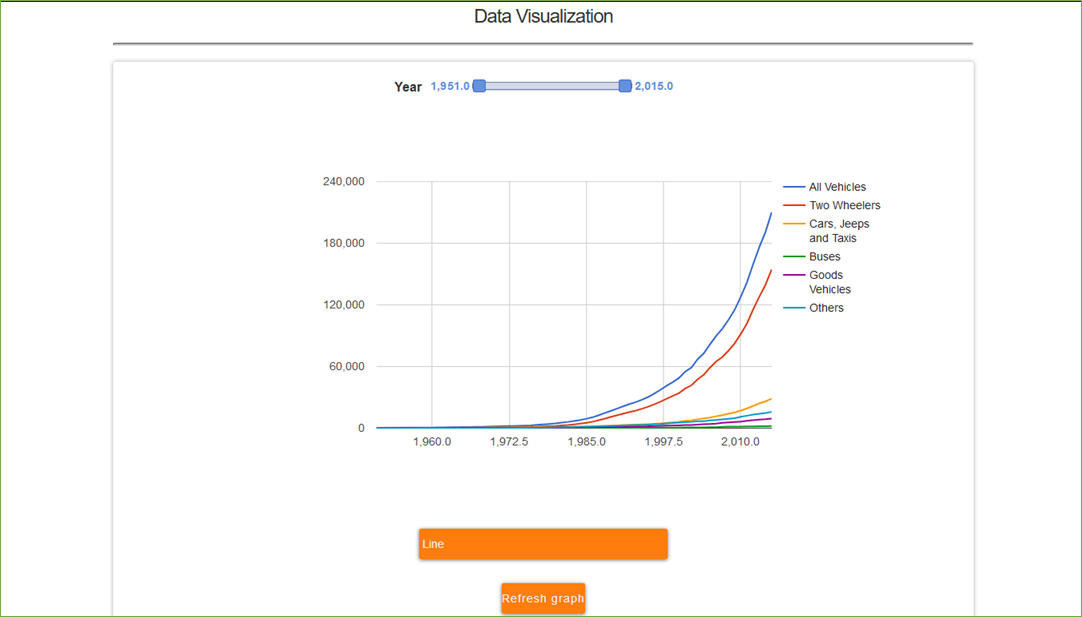 Data Visualization
Year 1,951.0 2,015.0
240,000
180,000
120,000
60,000
0
1,960.0 1,972.5 1,985.0 1,997.5 2,010.0
All Vehicles
Two Wheelers
Cars, Jeeps
and Taxis
Buses
Goods
Vehicles
Others
Line
Refresh graph